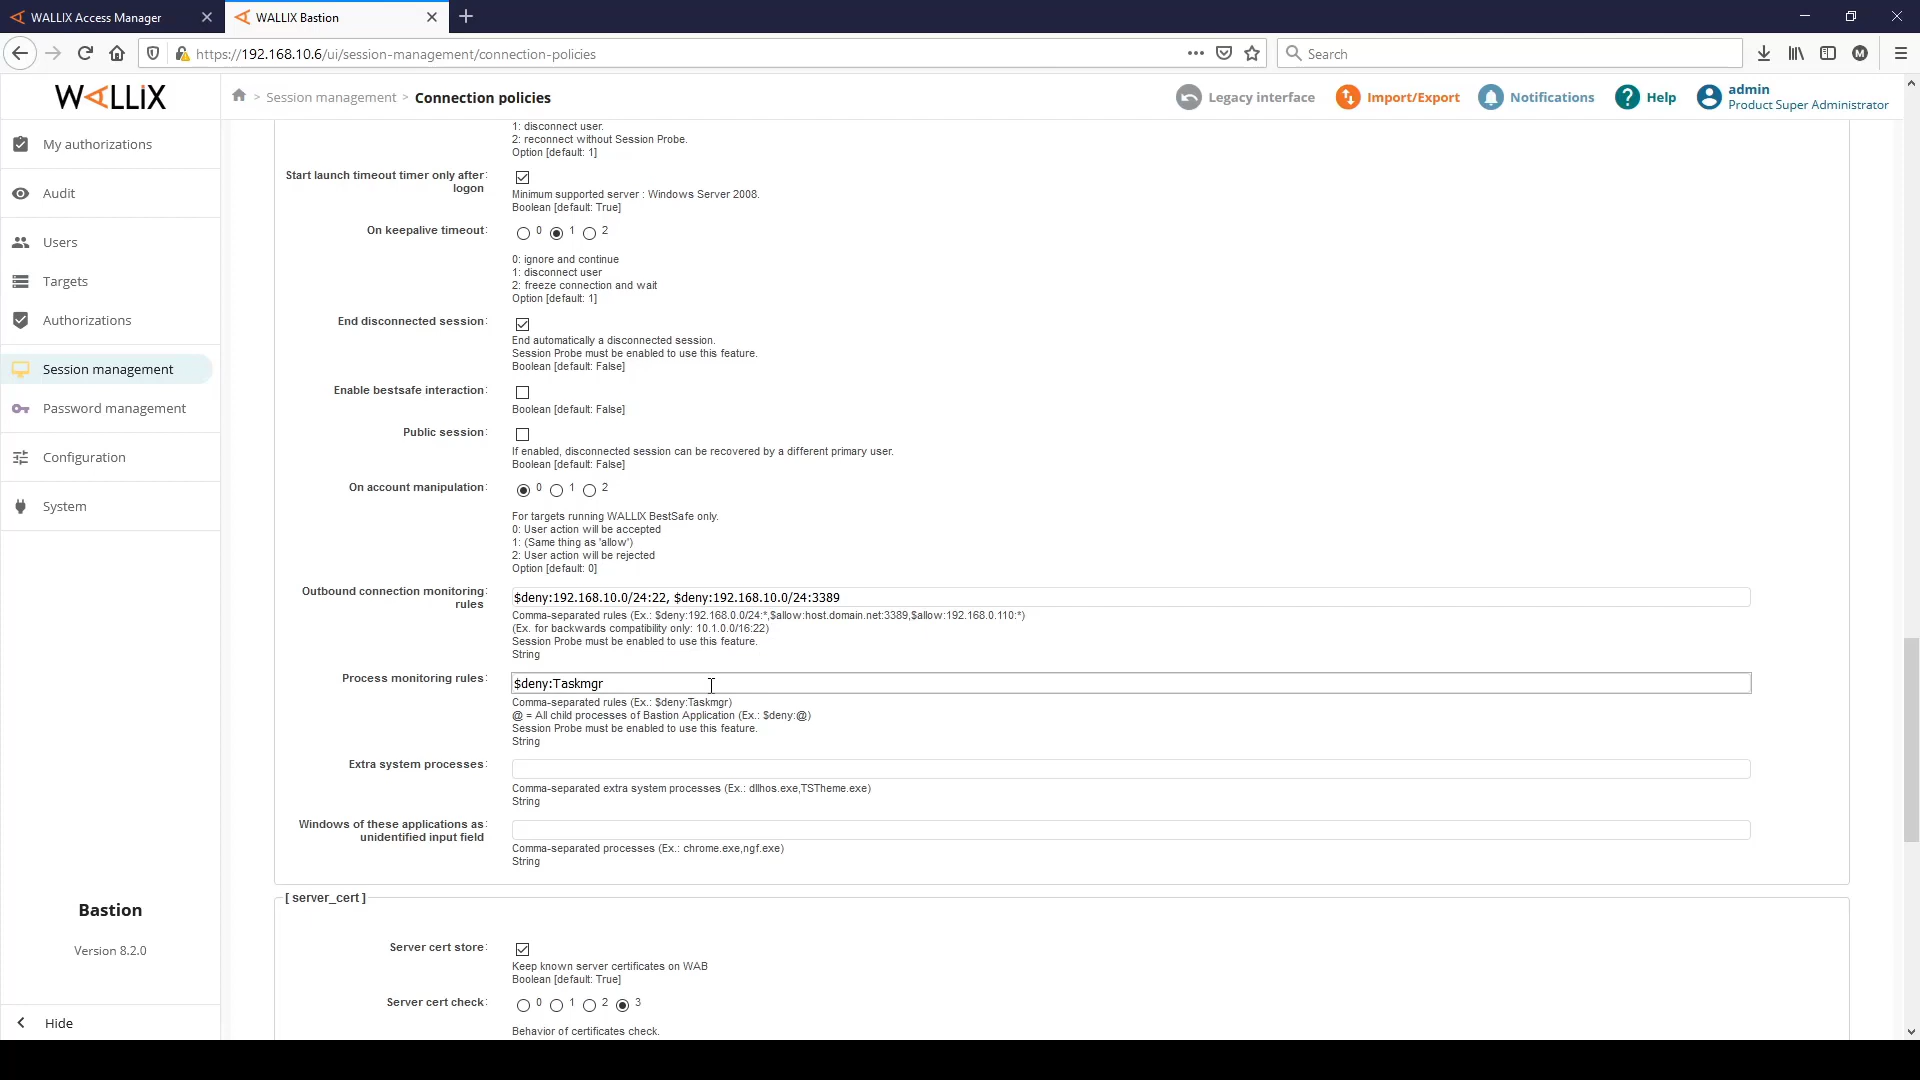 WALLIX Access Manager
WALLIX Bastion
https://192.168.10.6/ui/session-management/connection-policies
Search
M
WALLIX
> Session management > Connection policies
Legacy interface
Import/Export
Notifications
Help
admin
Product Super Administrator
My authorizations
Audit
Users
Targets
Authorizations
Session management
Password management
Configuration
System
Bastion
Version 8.2.0
Hide
1: disconnect user.
2: reconnect without Session Probe.
Option [default: 1]
Start launch timeout timer only after:
logon
Minimum supported server : Windows Server 2008.
Boolean [default: True]
On keepalive timeout: 0 1 2
0: ignore and continue
1: disconnect user
2: freeze connection and wait
Option [default: 1]
End disconnected session:
End automatically a disconnected session.
Session Probe must be enabled to use this feature.
Boolean [default: False]
Enable bestsafe interaction:
Boolean [default: False]
Public session:
If enabled, disconnected session can be recovered by a different primary user.
Boolean [default: False]
On account manipulation: 0 1 2
For targets running WALLIX BestSafe only.
0: User action will be accepted
1: (Same thing as 'allow')
2: User action will be rejected
Option [default: 0]
Outbound connection monitoring:
rules
$deny:192.168.10.0/24:22, $deny:192.168.10.0/24:3389
Comma-separated rules (Ex.: $deny:192.168.0.0/24:*,$allow:host.domain.net:3389,$allow:192.168.0.110:*)
(Ex. for backwards compatibility only: 10.1.0.0/16:22)
Session Probe must be enabled to use this feature.
String
Process monitoring rules:
$deny:Taskmgr
Comma-separated rules (Ex.: $deny:Taskmgr)
@ = All child processes of Bastion Application (Ex.: $deny:@)
Session Probe must be enabled to use this feature.
String
Extra system processes:
Comma-separated extra system processes (Ex.: dllhos.exe,TSTheme.exe)
String
Windows of these applications as:
unidentified input field
Comma-separated processes (Ex.: chrome.exe,ngf.exe)
String
[ server_cert ]
Server cert store:
Keep known server certificates on WAB
Boolean [default: True]
Server cert check: 0 1 2 3
Behavior of certificates check.